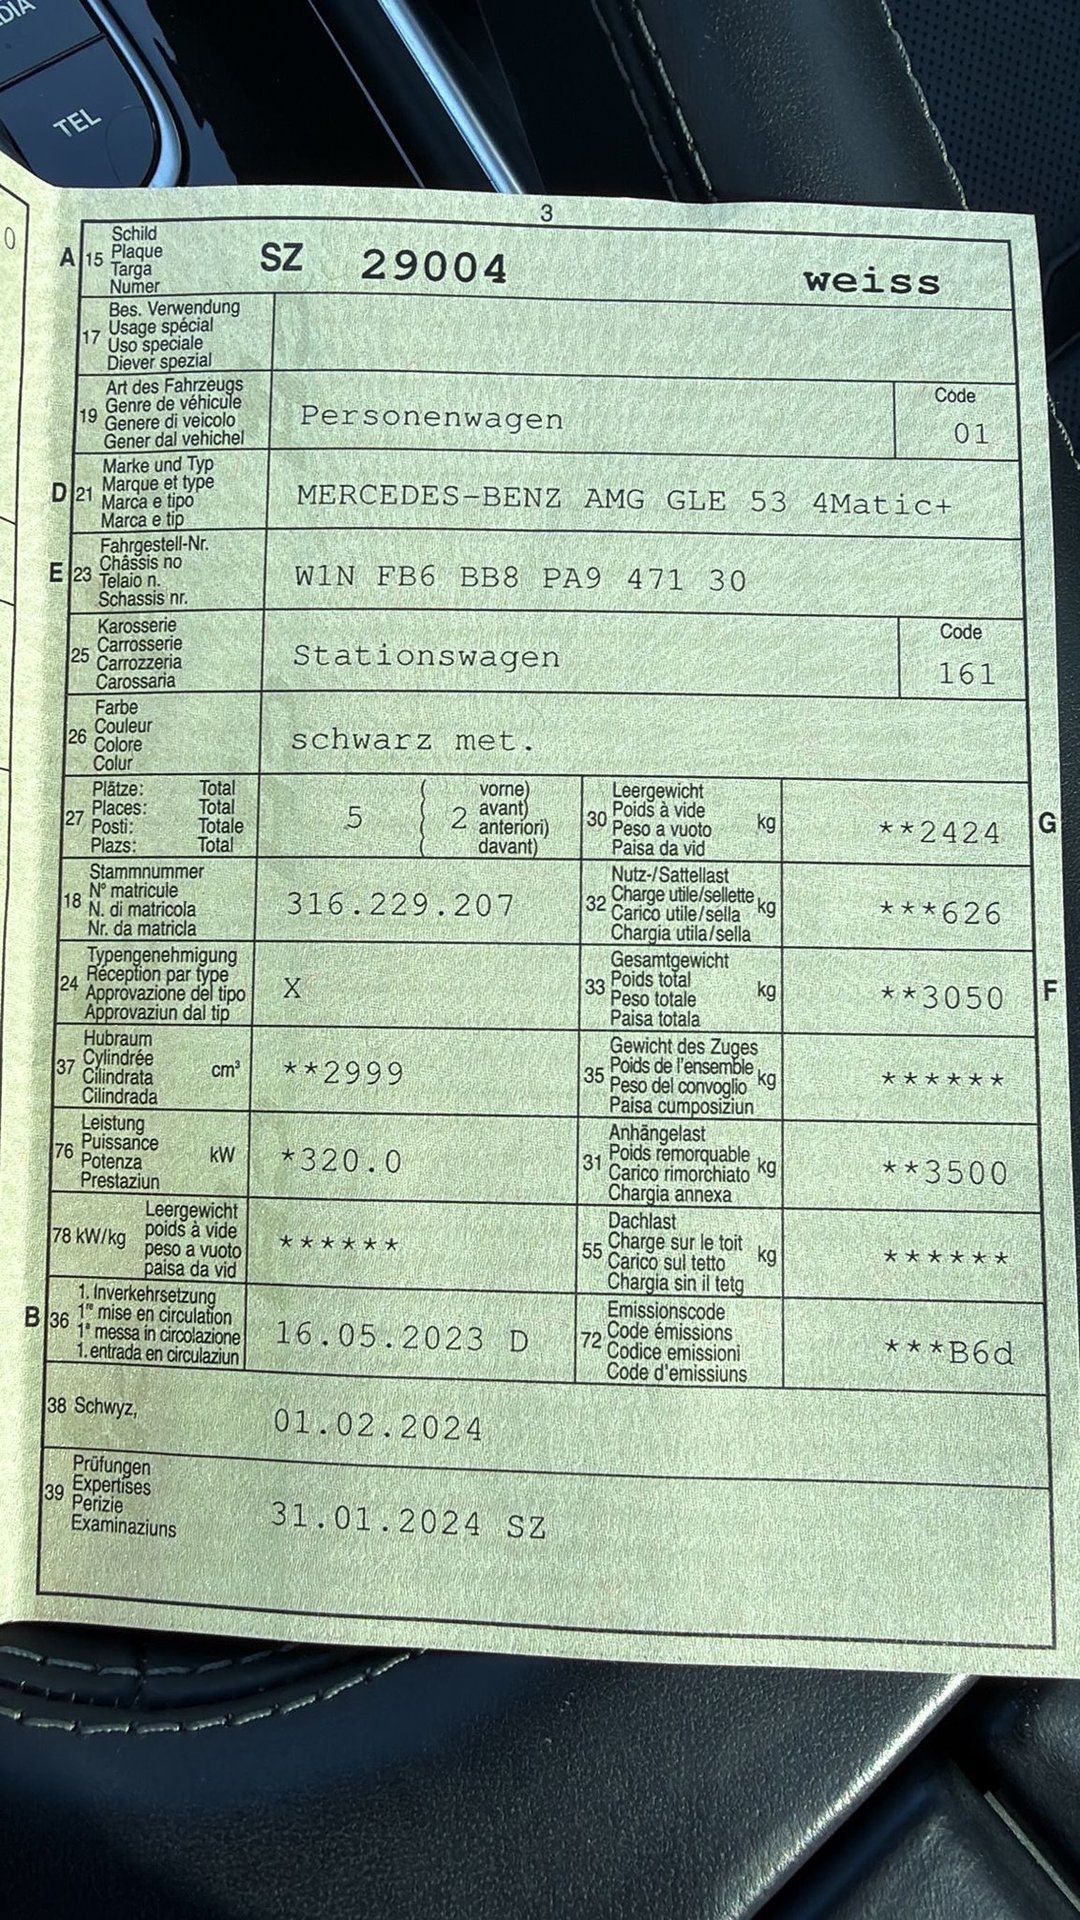 DIA
TEL
0
3
A 15 Schild
Plaque
Targa
Numer
SZ 29004 weiss
17 Bes. Verwendung
Usage spécial
Uso speciale
Diever spezial
19 Art des Fahrzeugs
Genre de véhicule
Genere di veicolo
Gener dal vehichel
Personenwagen
Code
01
D 21 Marke und Typ
Marque et type
Marca e tipo
Marca e tip
MERCEDES-BENZ AMG GLE 53 4Matic+
E 23 Fahrgestell-Nr.
Châssis no
Telaio n.
Schassis nr.
W1N FB6 BB8 PA9 471 30
25 Karosserie
Carrosserie
Carrozzeria
Carossaria
Stationswagen
Code
161
26 Farbe
Couleur
Colore
Colur
schwarz met.
27 Plätze: Total
Places: Total
Posti: Totale
Plazs: Total
5 ( 2 vorne)
( avant)
( anteriori)
( davant)
30 Leergewicht
Poids à vide
Peso a vuoto kg
Paisa da vid
**2424 G
18 Stammnummer
N° matricule
N. di matricola
Nr. da matricla
316.229.207
32 Nutz-/Sattellast
Charge utile/sellette
Carico utile/sella kg
Chargia utila/sella
***626
24 Typengenehmigung
Réception par type
Approvazione del tipo
Approvaziun dal tip
X
33 Gesamtgewicht
Poids total
Peso totale kg
Paisa totala
**3050 F
37 Hubraum
Cylindrée
Cilindrata cm³
Cilindrada
**2999
35 Gewicht des Zuges
Poids de l'ensemble
Peso del convoglio kg
Paisa cumposiziun
******
76 Leistung
Puissance
Potenza kW
Prestaziun
*320.0
31 Anhängelast
Poids remorquable
Carico rimorchiato kg
Chargia annexa
**3500
78 kW/kg Leergewicht
poids à vide
peso a vuoto
paisa da vid
******
55 Dachlast
Charge sur le toit
Carico sul tetto kg
Chargia sin il tetg
******
B 36 1. Inverkehrsetzung
1re mise en circulation
1a messa in circolazione
1. entrada en circulaziun
16.05.2023 D
72 Emissionscode
Code émissions
Codice emissioni
Code d'emissiuns
***B6d
38 Schwyz,
01.02.2024
39 Prüfungen
Expertises
Perizie
Examinaziuns
31.01.2024 SZ